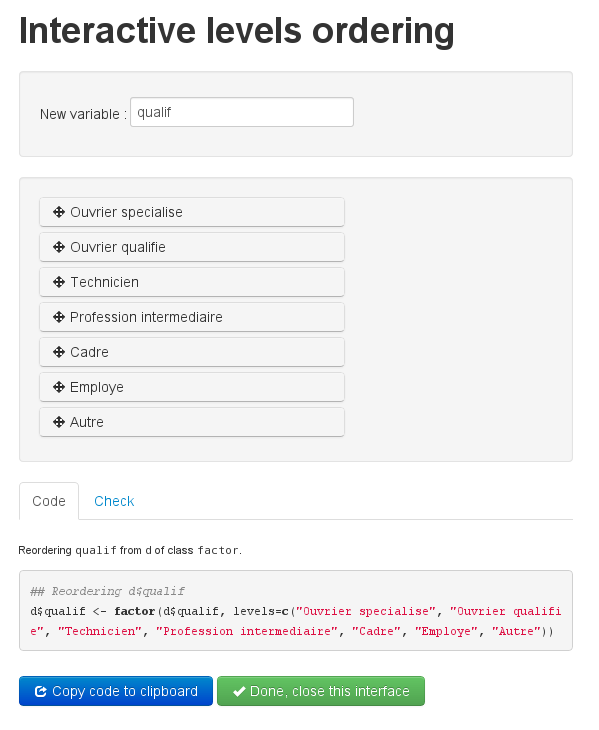 Interactive levels ordering
New variable : qualif
Ouvrier specialise
Ouvrier qualifie
Technicien
Profession intermediaire
Cadre
Employe
Autre
Code Check
Reordering qualif from d of class factor.
## Reordering d$qualif
d$qualif <- factor(d$qualif, levels=c("Ouvrier specialise", "Ouvrier qualifi
e", "Technicien", "Profession intermediaire", "Cadre", "Employe", "Autre"))
Copy code to clipboard Done, close this interface